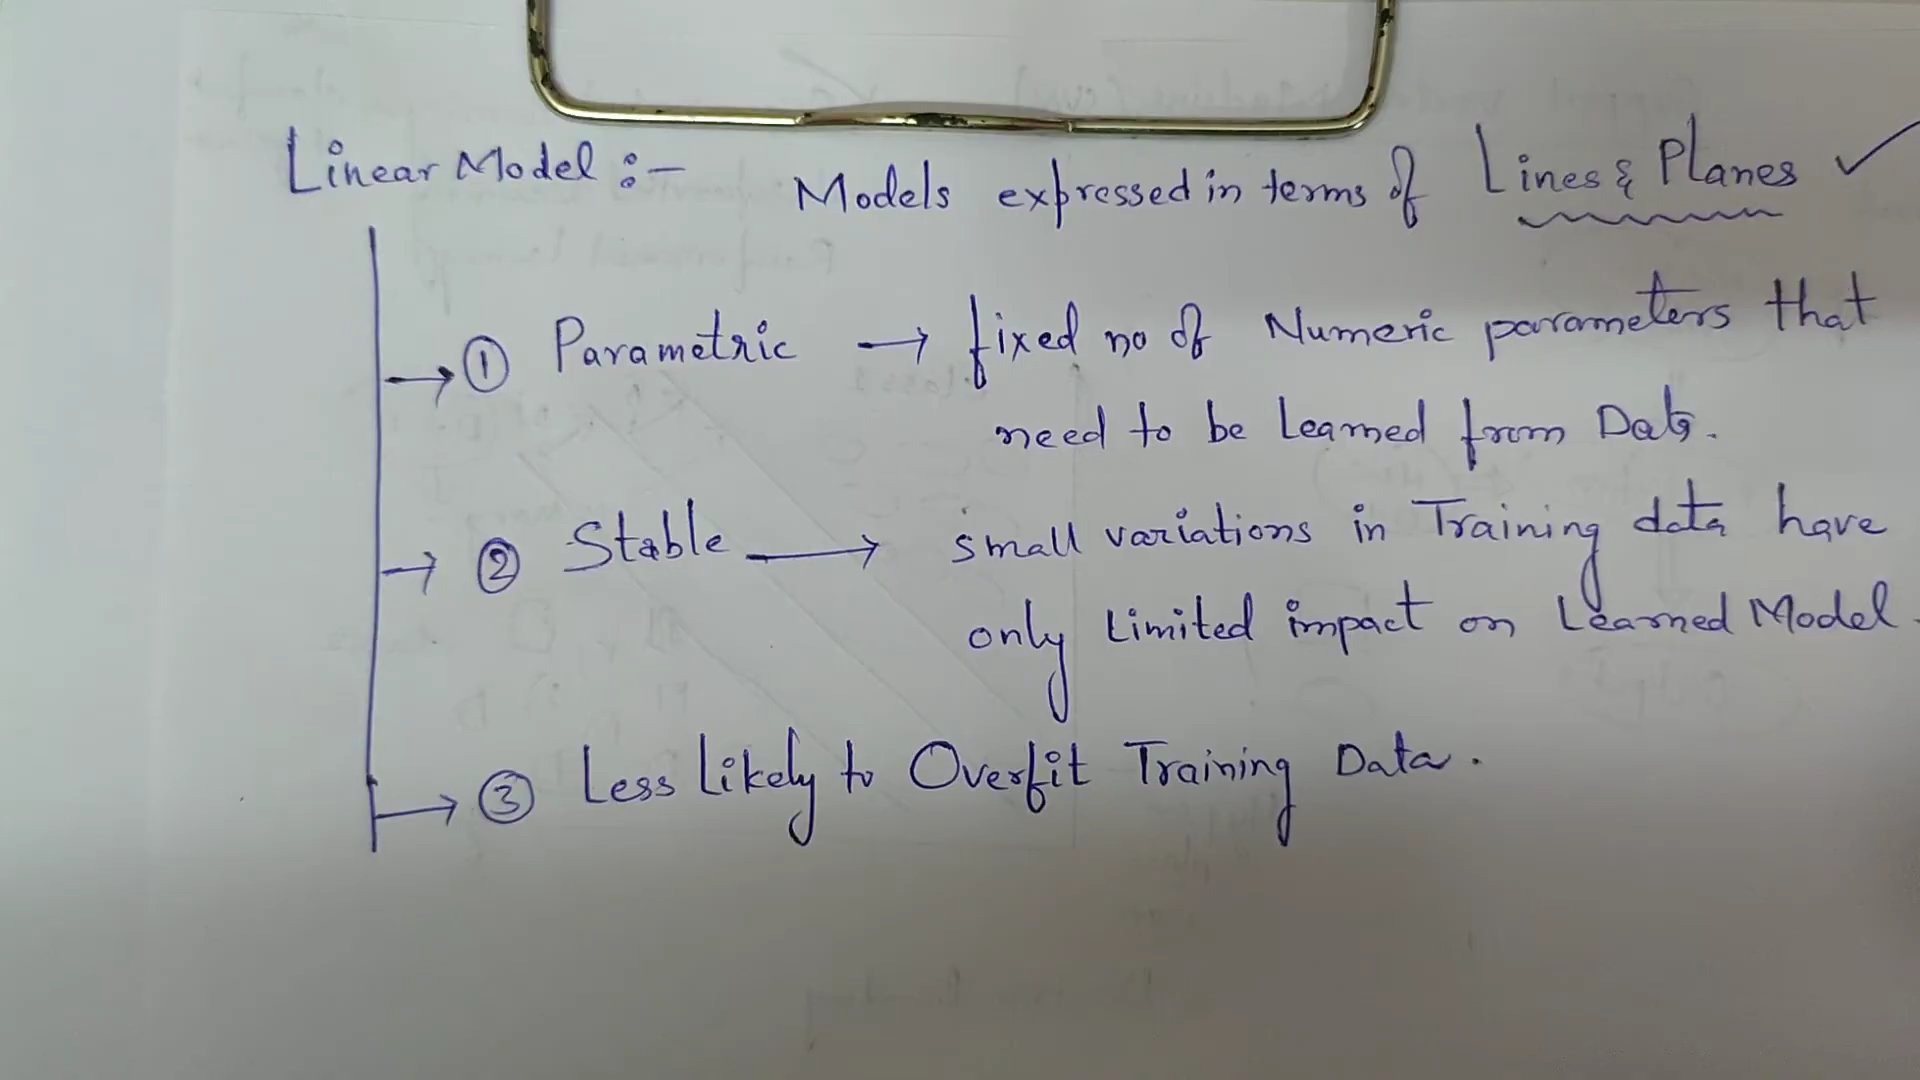 Linear Model :- Models expressed in terms of Lines & Planes ✓
→ ① Parametric → fixed no of Numeric parameters that
need to be Learned from Data.
→ ② Stable → small variations in Training data have
only Limited impact on Learned Model.
→ ③ Less Likely to Overfit Training Data.